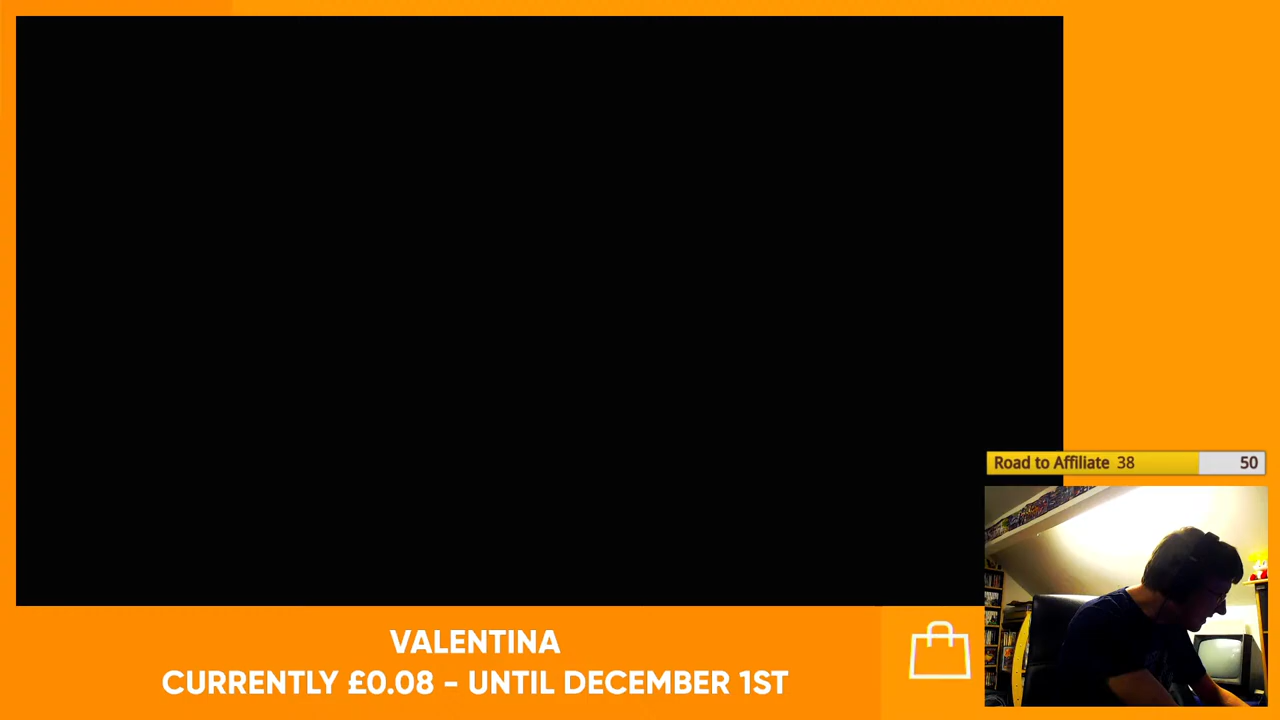 Road to Affiliate 38 50
VALENTINA
CURRENTLY £0.08 - UNTIL DECEMBER 1ST